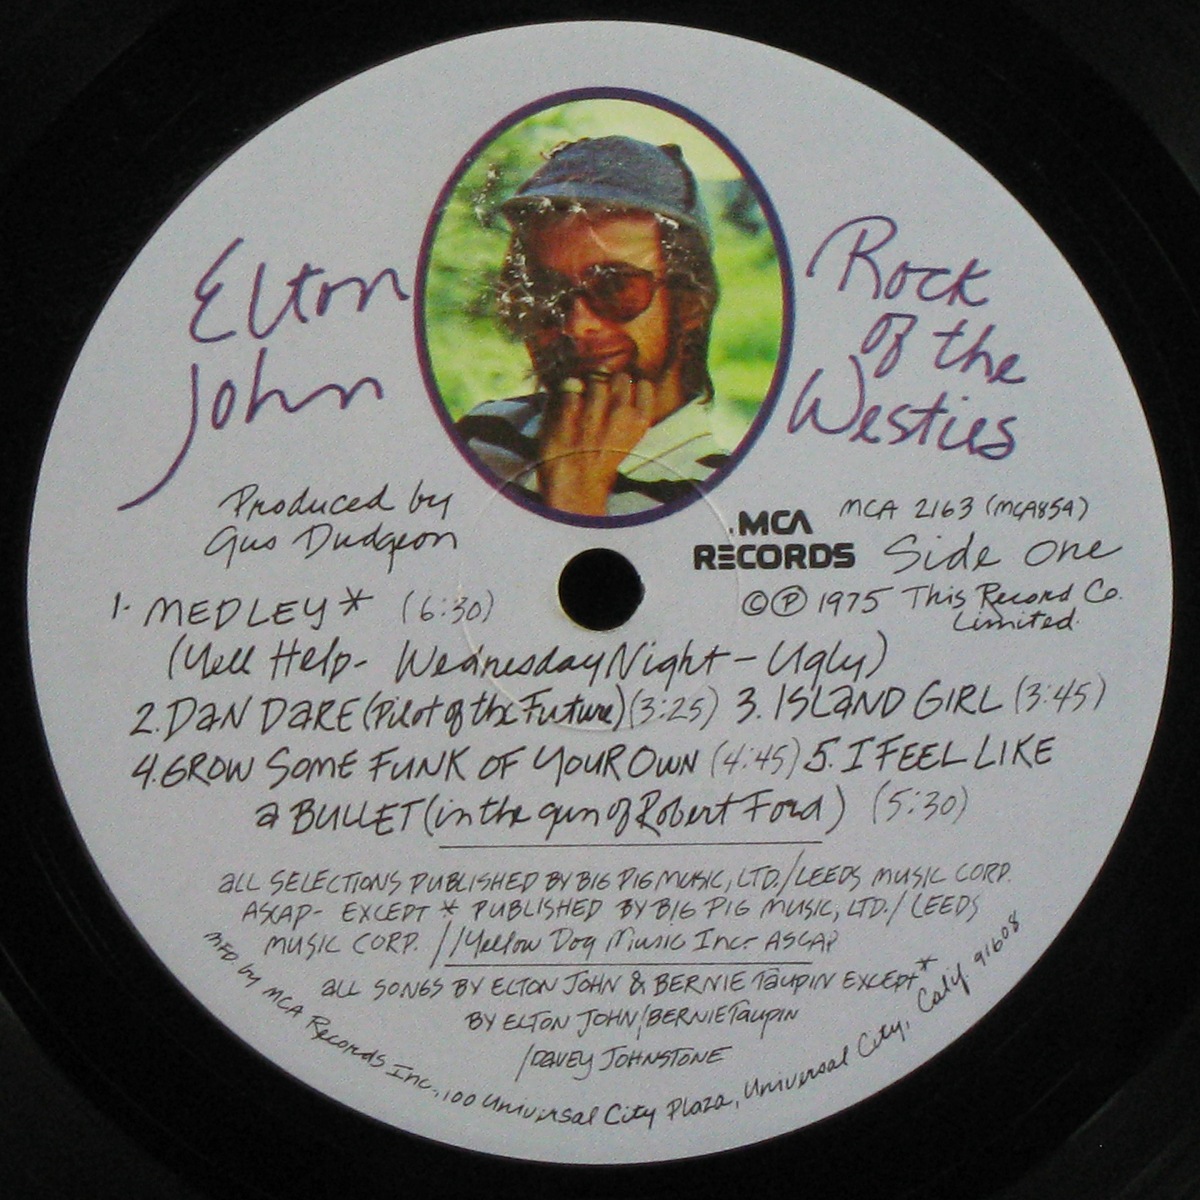 Elton
John
Rock
of the
Westies
Produced by
Gus Dudgeon
MCA
RECORDS
MCA 2163 (MCA854)
Side One
©℗ 1975 This Record Co.
Limited.
1. MEDLEY* (6:30)
(Yell Help- Wednesday Night - Ugly)
2. DAN DARE (Pilot of the Future) (3:25) 3. ISLAND GIRL (3:45)
4. GROW SOME FUNK OF YOUR OWN (4:45) 5. I FEEL LIKE
a BULLET (in the gun of Robert Ford) (5:30)
all SELECTIONS PUBLISHED BY BIG PIG MUSIC, LTD./LEEDS MUSIC CORP.
ASCAP- EXCEPT * PUBLISHED BY BIG PIG MUSIC, LTD./LEEDS
MUSIC CORP. //Yellow Dog Music Inc- ASCAP
all SONGS BY ELTON JOHN & BERNIE Taupin EXCEPT*
BY ELTON JOHN/BERNIE Taupin
/DAVEY JOHNSTONE
MFD by MCA Records Inc., 100 Universal City Plaza, Universal City, Calif. 91608